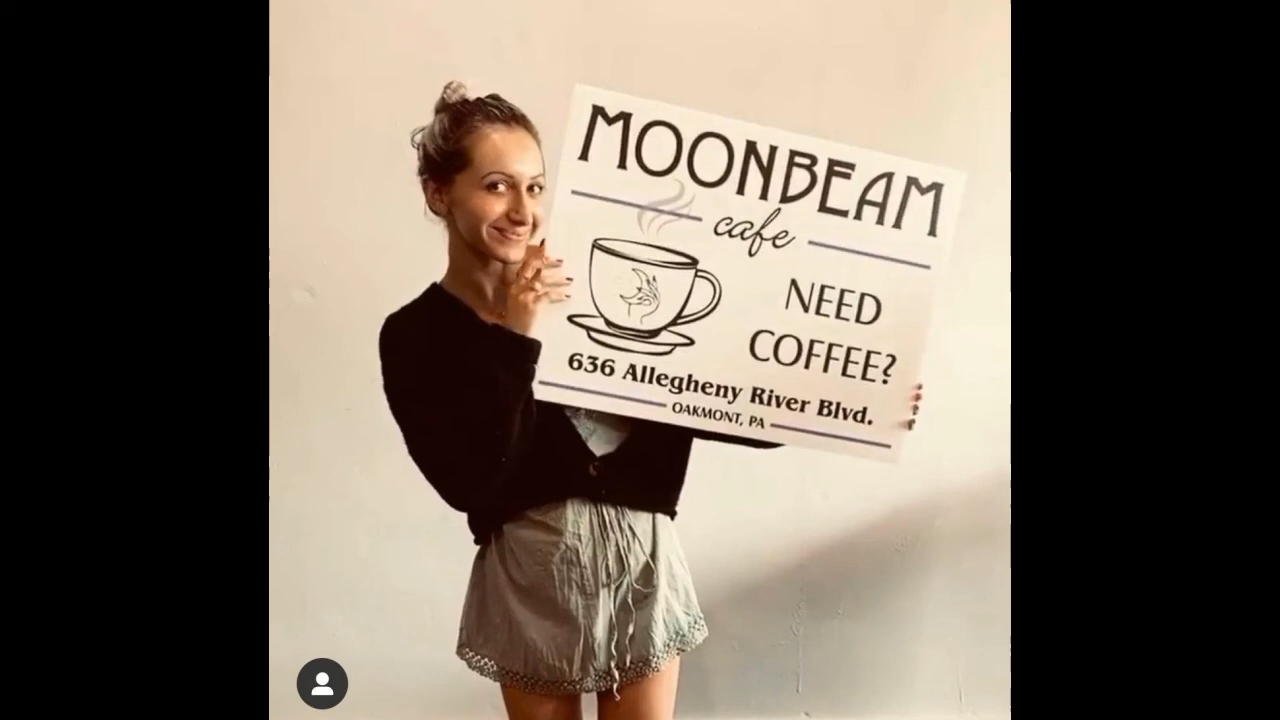 MOONBEAM
cafe
NEED
COFFEE?
636 Allegheny River Blvd.
OAKMONT, PA